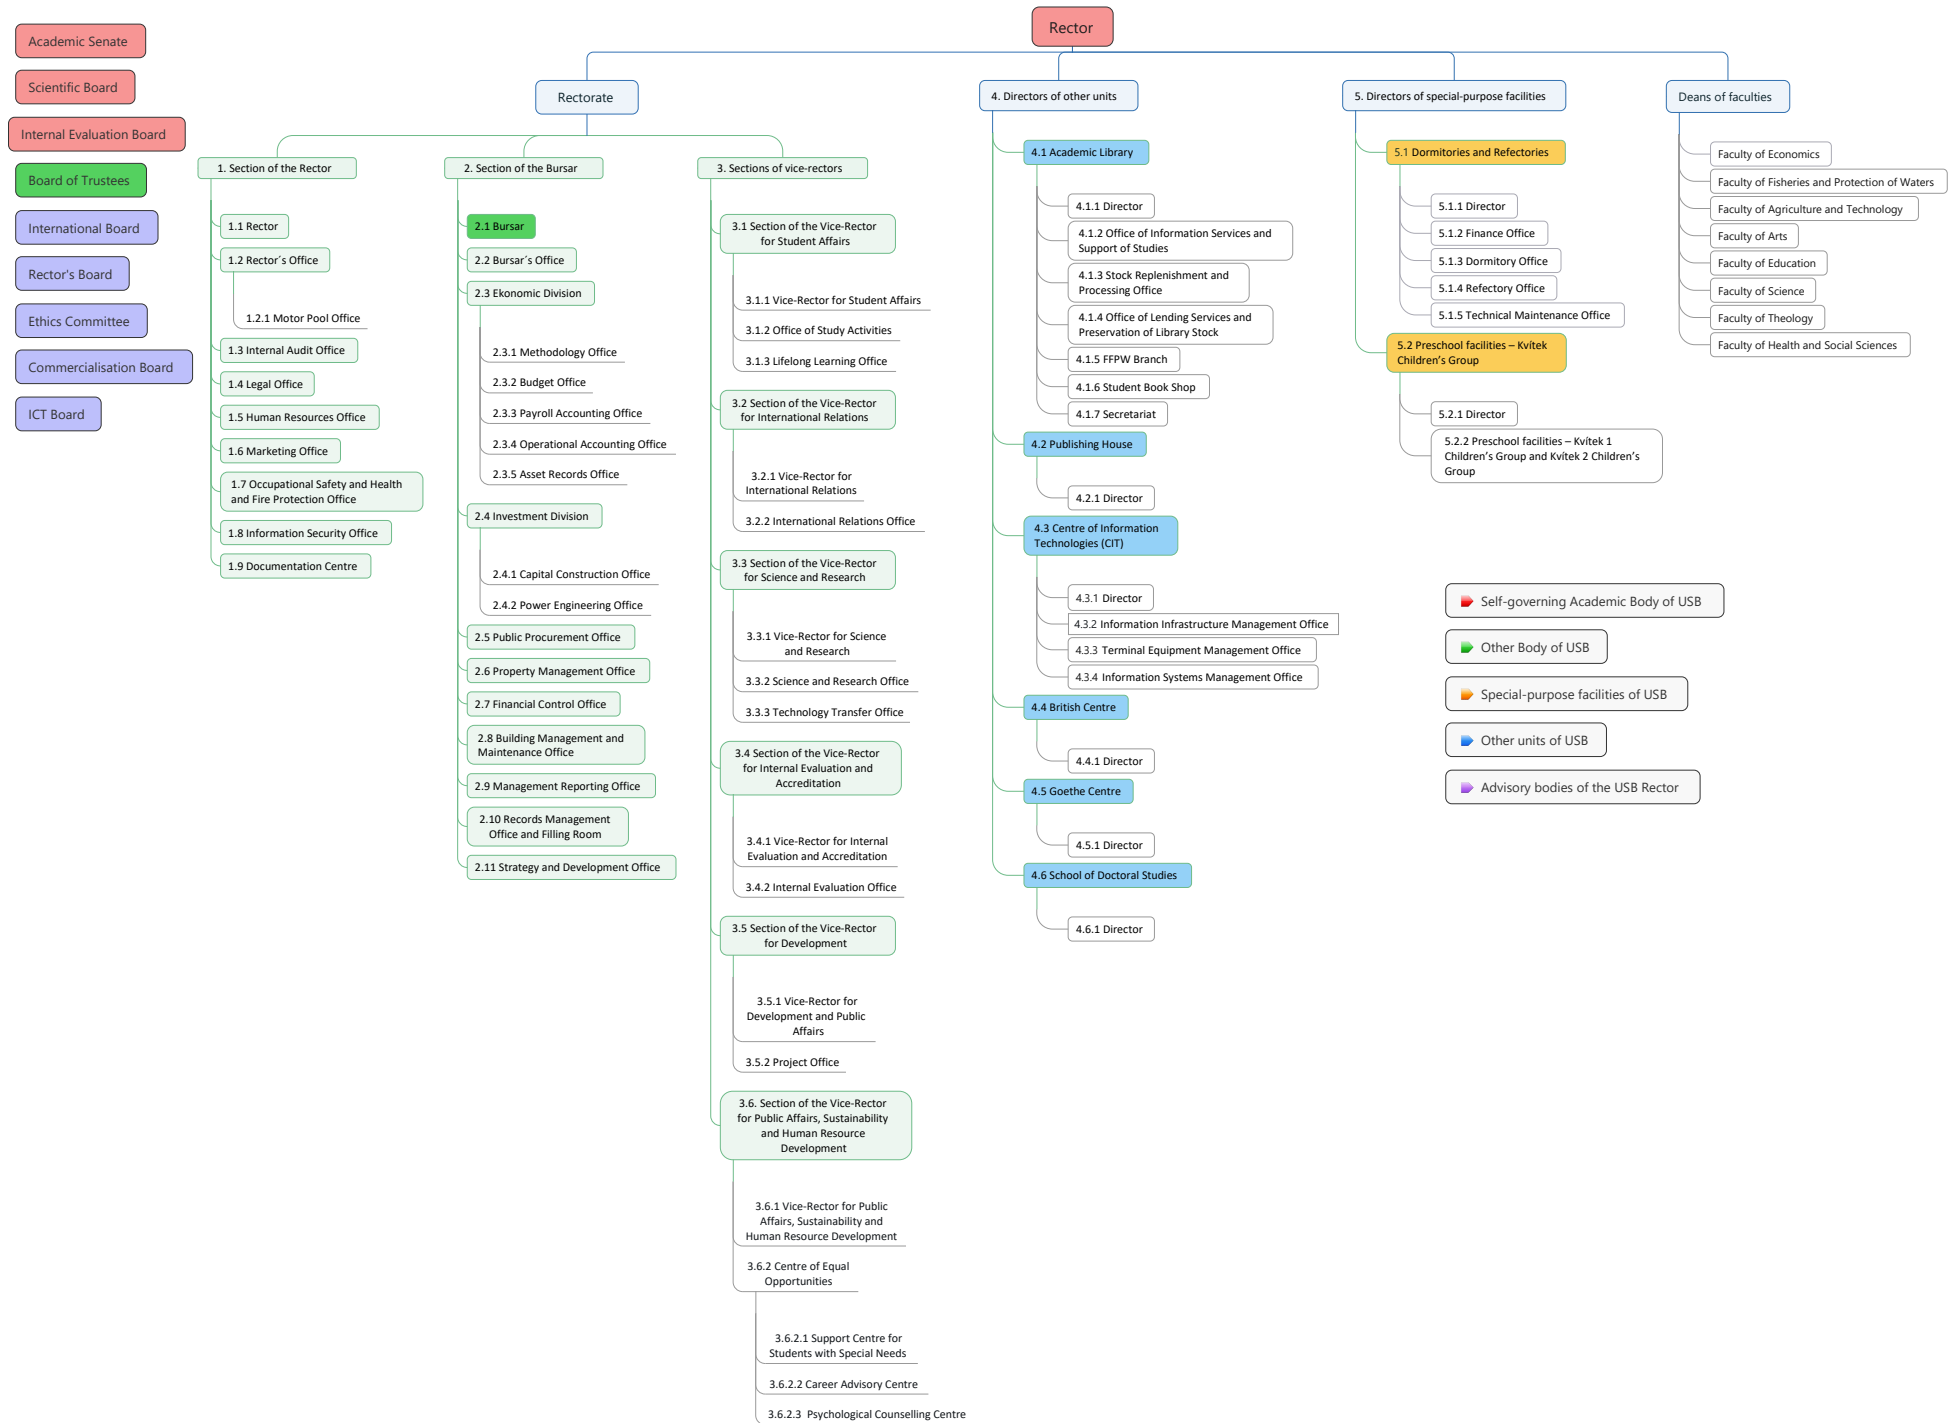 Rector
Academic Senate
Scientific Board
Internal Evaluation Board
Board of Trustees
International Board
Rector's Board
Ethics Committee
Commercialisation Board
ICT Board
Rectorate
1. Section of the Rector
1.1 Rector
1.2 Rector´s Office
1.2.1 Motor Pool Office
1.3 Internal Audit Office
1.4 Legal Office
1.5 Human Resources Office
1.6 Marketing Office
1.7 Occupational Safety and Health
and Fire Protection Office
1.8 Information Security Office
1.9 Documentation Centre
2. Section of the Bursar
2.1 Bursar
2.2 Bursar´s Office
2.3 Ekonomic Division
2.3.1 Methodology Office
2.3.2 Budget Office
2.3.3 Payroll Accounting Office
2.3.4 Operational Accounting Office
2.3.5 Asset Records Office
2.4 Investment Division
2.4.1 Capital Construction Office
2.4.2 Power Engineering Office
2.5 Public Procurement Office
2.6 Property Management Office
2.7 Financial Control Office
2.8 Building Management and
Maintenance Office
2.9 Management Reporting Office
2.10 Records Management
Office and Filling Room
2.11 Strategy and Development Office
3. Sections of vice-rectors
3.1 Section of the Vice-Rector
for Student Affairs
3.1.1 Vice-Rector for Student Affairs
3.1.2 Office of Study Activities
3.1.3 Lifelong Learning Office
3.2 Section of the Vice-Rector
for International Relations
3.2.1 Vice-Rector for
International Relations
3.2.2 International Relations Office
3.3 Section of the Vice-Rector
for Science and Research
3.3.1 Vice-Rector for Science
and Research
3.3.2 Science and Research Office
3.3.3 Technology Transfer Office
3.4 Section of the Vice-Rector
for Internal Evaluation and
Accreditation
3.4.1 Vice-Rector for Internal
Evaluation and Accreditation
3.4.2 Internal Evaluation Office
3.5 Section of the Vice-Rector
for Development
3.5.1 Vice-Rector for
Development and Public
Affairs
3.5.2 Project Office
3.6. Section of the Vice-Rector
for Public Affairs, Sustainability
and Human Resource
Development
3.6.1 Vice-Rector for Public
Affairs, Sustainability and
Human Resource Development
3.6.2 Centre of Equal
Opportunities
3.6.2.1 Support Centre for
Students with Special Needs
3.6.2.2 Career Advisory Centre
3.6.2.3 Psychological Counselling Centre
4. Directors of other units
4.1 Academic Library
4.1.1 Director
4.1.2 Office of Information Services and
Support of Studies
4.1.3 Stock Replenishment and
Processing Office
4.1.4 Office of Lending Services and
Preservation of Library Stock
4.1.5 FFPW Branch
4.1.6 Student Book Shop
4.1.7 Secretariat
4.2 Publishing House
4.2.1 Director
4.3 Centre of Information
Technologies (CIT)
4.3.1 Director
4.3.2 Information Infrastructure Management Office
4.3.3 Terminal Equipment Management Office
4.3.4 Information Systems Management Office
4.4 British Centre
4.4.1 Director
4.5 Goethe Centre
4.5.1 Director
4.6 School of Doctoral Studies
4.6.1 Director
5. Directors of special-purpose facilities
5.1 Dormitories and Refectories
5.1.1 Director
5.1.2 Finance Office
5.1.3 Dormitory Office
5.1.4 Refectory Office
5.1.5 Technical Maintenance Office
5.2 Preschool facilities – Kvítek
Children’s Group
5.2.1 Director
5.2.2 Preschool facilities – Kvítek 1
Children’s Group and Kvítek 2 Children’s
Group
Deans of faculties
Faculty of Economics
Faculty of Fisheries and Protection of Waters
Faculty of Agriculture and Technology
Faculty of Arts
Faculty of Education
Faculty of Science
Faculty of Theology
Faculty of Health and Social Sciences
Self-governing Academic Body of USB
Other Body of USB
Special-purpose facilities of USB
Other units of USB
Advisory bodies of the USB Rector